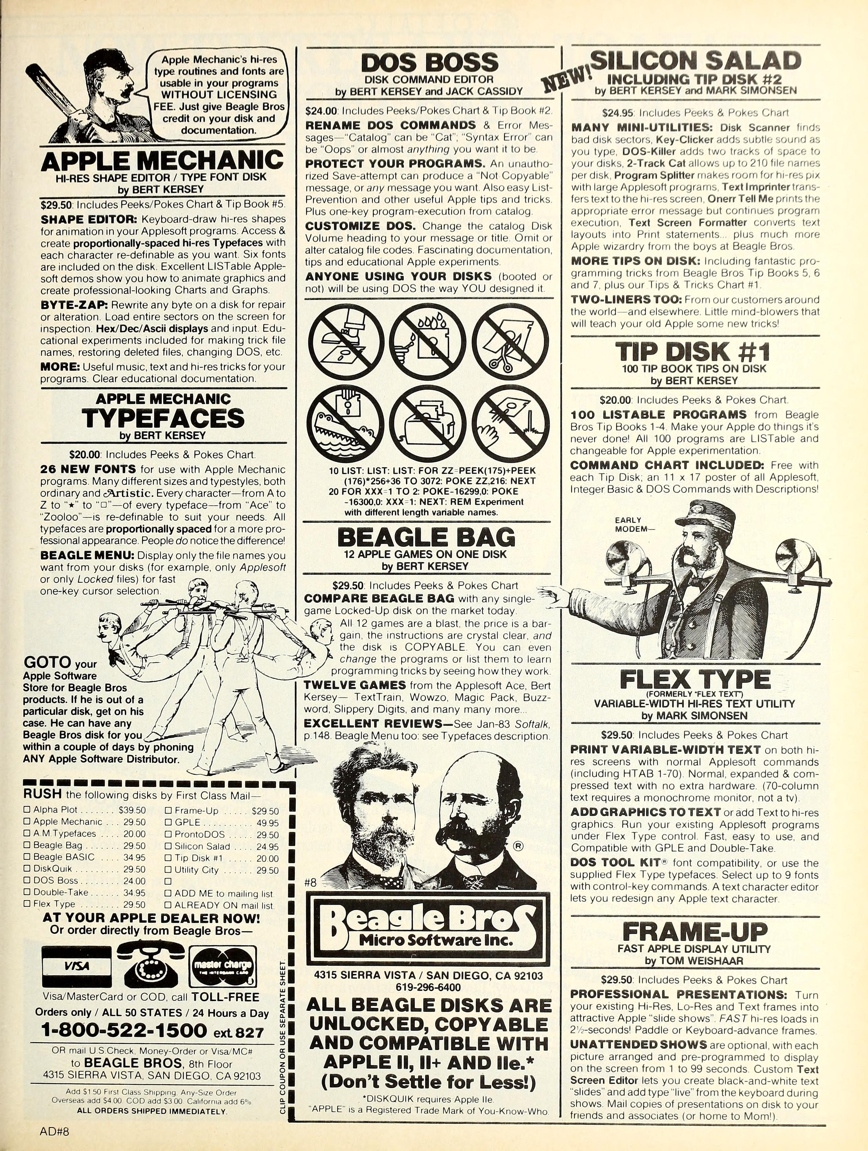 Apple Mechanic's hi-res
type routines and fonts are
usable in your programs
WITHOUT LICENSING
FEE. Just give Beagle Bros
credit on your disk and
documentation.
APPLE MECHANIC
HI-RES SHAPE EDITOR / TYPE FONT DISK
by BERT KERSEY
$29.50: Includes Peeks/Pokes Chart & Tip Book #5.
SHAPE EDITOR: Keyboard-draw hi-res shapes
for animation in your Applesoft programs. Access &
create proportionally-spaced hi-res Typefaces with
each character re-definable as you want. Six fonts
are included on the disk. Excellent LISTable Apple-
soft demos show you how to animate graphics and
create professional-looking Charts and Graphs.
BYTE-ZAP: Rewrite any byte on a disk for repair
or alteration. Load entire sectors on the screen for
inspection. Hex/Dec/Ascii displays and input. Edu-
cational experiments included for making trick file
names, restoring deleted files, changing DOS, etc.
MORE: Useful music, text and hi-res tricks for your
programs. Clear educational documentation.
APPLE MECHANIC
TYPEFACES
by BERT KERSEY
$20.00: Includes Peeks & Pokes Chart.
26 NEW FONTS for use with Apple Mechanic
programs. Many different sizes and typestyles, both
ordinary and Artistic. Every character—from A to
Z to "★" to "□"—of every typeface—from "Ace" to
"Zooloo"—is re-definable to suit your needs. All
typefaces are proportionally spaced for a more pro-
fessional appearance. People do notice the difference!
BEAGLE MENU: Display only the file names you
want from your disks (for example, only Applesoft
or only Locked files) for fast
one-key cursor selection.
GOTO your
Apple Software
Store for Beagle Bros
products. If he is out of a
particular disk, get on his
case. He can have any
Beagle Bros disk for you
within a couple of days by phoning
ANY Apple Software Distributor.
RUSH the following disks by First Class Mail—
☐ Alpha Plot ....... $39.50
☐ Apple Mechanic .. 29.50
☐ A.M.Typefaces .... 20.00
☐ Beagle Bag ....... 29.50
☐ Beagle BASIC .... 34.95
☐ DiskQuik ......... 29.50
☐ DOS Boss ........ 24.00
☐ Double-Take ...... 34.95
☐ Flex Type ........ 29.50
☐ Frame-Up ..... $29.50
☐ GPLE ......... 49.95
☐ ProntoDOS .... 29.50
☐ Silicon Salad ... 24.95
☐ Tip Disk #1 .... 20.00
☐ Utility City ..... 29.50
☐
☐ ADD ME to mailing list.
☐ ALREADY ON mail list.
AT YOUR APPLE DEALER NOW!
Or order directly from Beagle Bros—
VISA
master charge
THE INTERBANK CARD
Visa/MasterCard or COD, call TOLL-FREE
Orders only / ALL 50 STATES / 24 Hours a Day
1-800-522-1500 ext. 827
OR mail U.S.Check, Money-Order or Visa/MC#
to BEAGLE BROS, 8th Floor
4315 SIERRA VISTA, SAN DIEGO, CA 92103
Add $1.50 First Class Shipping, Any-Size Order
Overseas add $4.00. COD add $3.00. California add 6%.
ALL ORDERS SHIPPED IMMEDIATELY.
CLIP COUPON OR USE SEPARATE SHEET
AD#8
DOS BOSS
DISK COMMAND EDITOR
by BERT KERSEY and JACK CASSIDY
$24.00: Includes Peeks/Pokes Chart & Tip Book #2.
RENAME DOS COMMANDS & Error Mes-
sages—"Catalog" can be "Cat"; "Syntax Error" can
be "Oops" or almost anything you want it to be.
PROTECT YOUR PROGRAMS. An unautho-
rized Save-attempt can produce a "Not Copyable"
message, or any message you want. Also easy List-
Prevention and other useful Apple tips and tricks.
Plus one-key program-execution from catalog.
CUSTOMIZE DOS. Change the catalog Disk
Volume heading to your message or title. Omit or
alter catalog file codes. Fascinating documentation,
tips and educational Apple experiments.
ANYONE USING YOUR DISKS (booted or
not) will be using DOS the way YOU designed it.
10 LIST: LIST: LIST: FOR ZZ=PEEK(175)+PEEK
(176)*256+36 TO 3072: POKE ZZ,216: NEXT
20 FOR XXX=1 TO 2: POKE-16299,0: POKE
-16300,0: XXX=1: NEXT: REM Experiment
with different length variable names.
BEAGLE BAG
12 APPLE GAMES ON ONE DISK
by BERT KERSEY
$29.50: Includes Peeks & Pokes Chart
COMPARE BEAGLE BAG with any single-
game Locked-Up disk on the market today.
All 12 games are a blast, the price is a bar-
gain, the instructions are crystal clear, and
the disk is COPYABLE. You can even
change the programs or list them to learn
programming tricks by seeing how they work.
TWELVE GAMES from the Applesoft Ace, Bert
Kersey— TextTrain, Wowzo, Magic Pack, Buzz-
word, Slippery Digits, and many many more...
EXCELLENT REVIEWS—See Jan-83 Softalk,
p.148. Beagle Menu too: see Typefaces description.
®
#8
Beagle Bros
Micro Software Inc.
4315 SIERRA VISTA / SAN DIEGO, CA 92103
619-296-6400
ALL BEAGLE DISKS ARE
UNLOCKED, COPYABLE
AND COMPATIBLE WITH
APPLE II, II+ AND IIe.*
(Don't Settle for Less!)
*DISKQUIK requires Apple IIe.
"APPLE" is a Registered Trade Mark of You-Know-Who.
NEW!
SILICON SALAD
INCLUDING TIP DISK #2
by BERT KERSEY and MARK SIMONSEN
$24.95: Includes Peeks & Pokes Chart
MANY MINI-UTILITIES: Disk Scanner finds
bad disk sectors, Key-Clicker adds subtle sound as
you type, DOS-Killer adds two tracks of space to
your disks, 2-Track Cat allows up to 210 file names
per disk, Program Splitter makes room for hi-res pix
with large Applesoft programs, Text Imprinter trans-
fers text to the hi-res screen, Onerr Tell Me prints the
appropriate error message but continues program
execution, Text Screen Formatter converts text
layouts into Print statements... plus much more
Apple wizardry from the boys at Beagle Bros.
MORE TIPS ON DISK: Including fantastic pro-
gramming tricks from Beagle Bros Tip Books 5, 6
and 7, plus our Tips & Tricks Chart #1.
TWO-LINERS TOO: From our customers around
the world—and elsewhere. Little mind-blowers that
will teach your old Apple some new tricks!
TIP DISK #1
100 TIP BOOK TIPS ON DISK
by BERT KERSEY
$20.00: Includes Peeks & Pokes Chart.
100 LISTABLE PROGRAMS from Beagle
Bros Tip Books 1-4. Make your Apple do things it's
never done! All 100 programs are LISTable and
changeable for Apple experimentation.
COMMAND CHART INCLUDED: Free with
each Tip Disk; an 11 x 17 poster of all Applesoft,
Integer Basic & DOS Commands with Descriptions!
EARLY
MODEM—
FLEX TYPE
(FORMERLY "FLEX TEXT")
VARIABLE-WIDTH HI-RES TEXT UTILITY
by MARK SIMONSEN
$29.50: Includes Peeks & Pokes Chart
PRINT VARIABLE-WIDTH TEXT on both hi-
res screens with normal Applesoft commands
(including HTAB 1-70). Normal, expanded & com-
pressed text with no extra hardware. (70-column
text requires a monochrome monitor, not a tv).
ADD GRAPHICS TO TEXT or add Text to hi-res
graphics. Run your existing Applesoft programs
under Flex Type control. Fast, easy to use, and
Compatible with GPLE and Double-Take.
DOS TOOL KIT® font compatibility, or use the
supplied Flex Type typefaces. Select up to 9 fonts
with control-key commands. A text character editor
lets you redesign any Apple text character.
FRAME-UP
FAST APPLE DISPLAY UTILITY
by TOM WEISHAAR
$29.50: Includes Peeks & Pokes Chart
PROFESSIONAL PRESENTATIONS: Turn
your existing Hi-Res, Lo-Res and Text frames into
attractive Apple "slide shows". FAST hi-res loads in
2½-seconds! Paddle or Keyboard-advance frames.
UNATTENDED SHOWS are optional, with each
picture arranged and pre-programmed to display
on the screen from 1 to 99 seconds. Custom Text
Screen Editor lets you create black-and-white text
"slides" and add type "live" from the keyboard during
shows. Mail copies of presentations on disk to your
friends and associates (or home to Mom!).